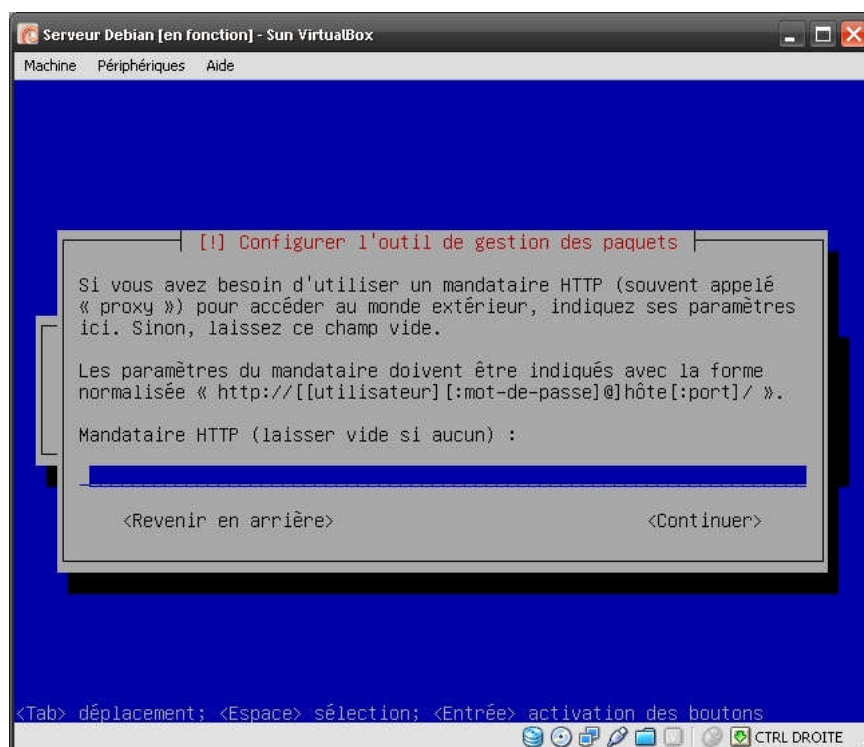 Serveur Debian [en fonction] - Sun VirtualBox
Machine Périphériques Aide
[!] Configurer l'outil de gestion des paquets
Si vous avez besoin d'utiliser un mandataire HTTP (souvent appelé
« proxy ») pour accéder au monde extérieur, indiquez ses paramètres
ici. Sinon, laissez ce champ vide.
Les paramètres du mandataire doivent être indiqués avec la forme
normalisée « http://[[utilisateur][:mot-de-passe]@]hôte[:port]/ ».
Mandataire HTTP (laisser vide si aucun) :
<Revenir en arrière> <Continuer>
<Tab> déplacement; <Espace> sélection; <Entrée> activation des boutons
CTRL DROITE